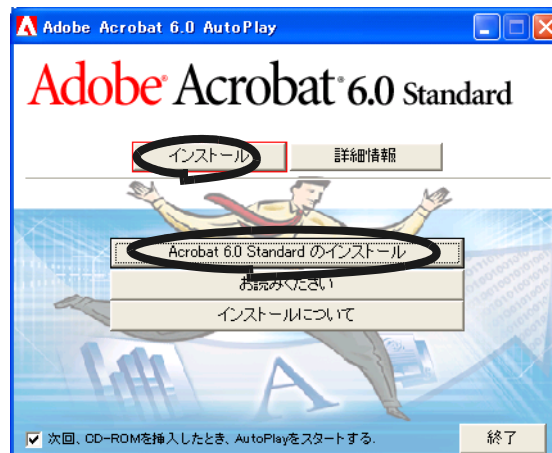 Adobe Acrobat 6.0 AutoPlay
Adobe® Acrobat® 6.0 Standard
インストール 詳細情報
Acrobat 6.0 Standard のインストール
お読みください
インストールについて
次回、CD-ROMを挿入したとき、AutoPlayをスタートする. 終了